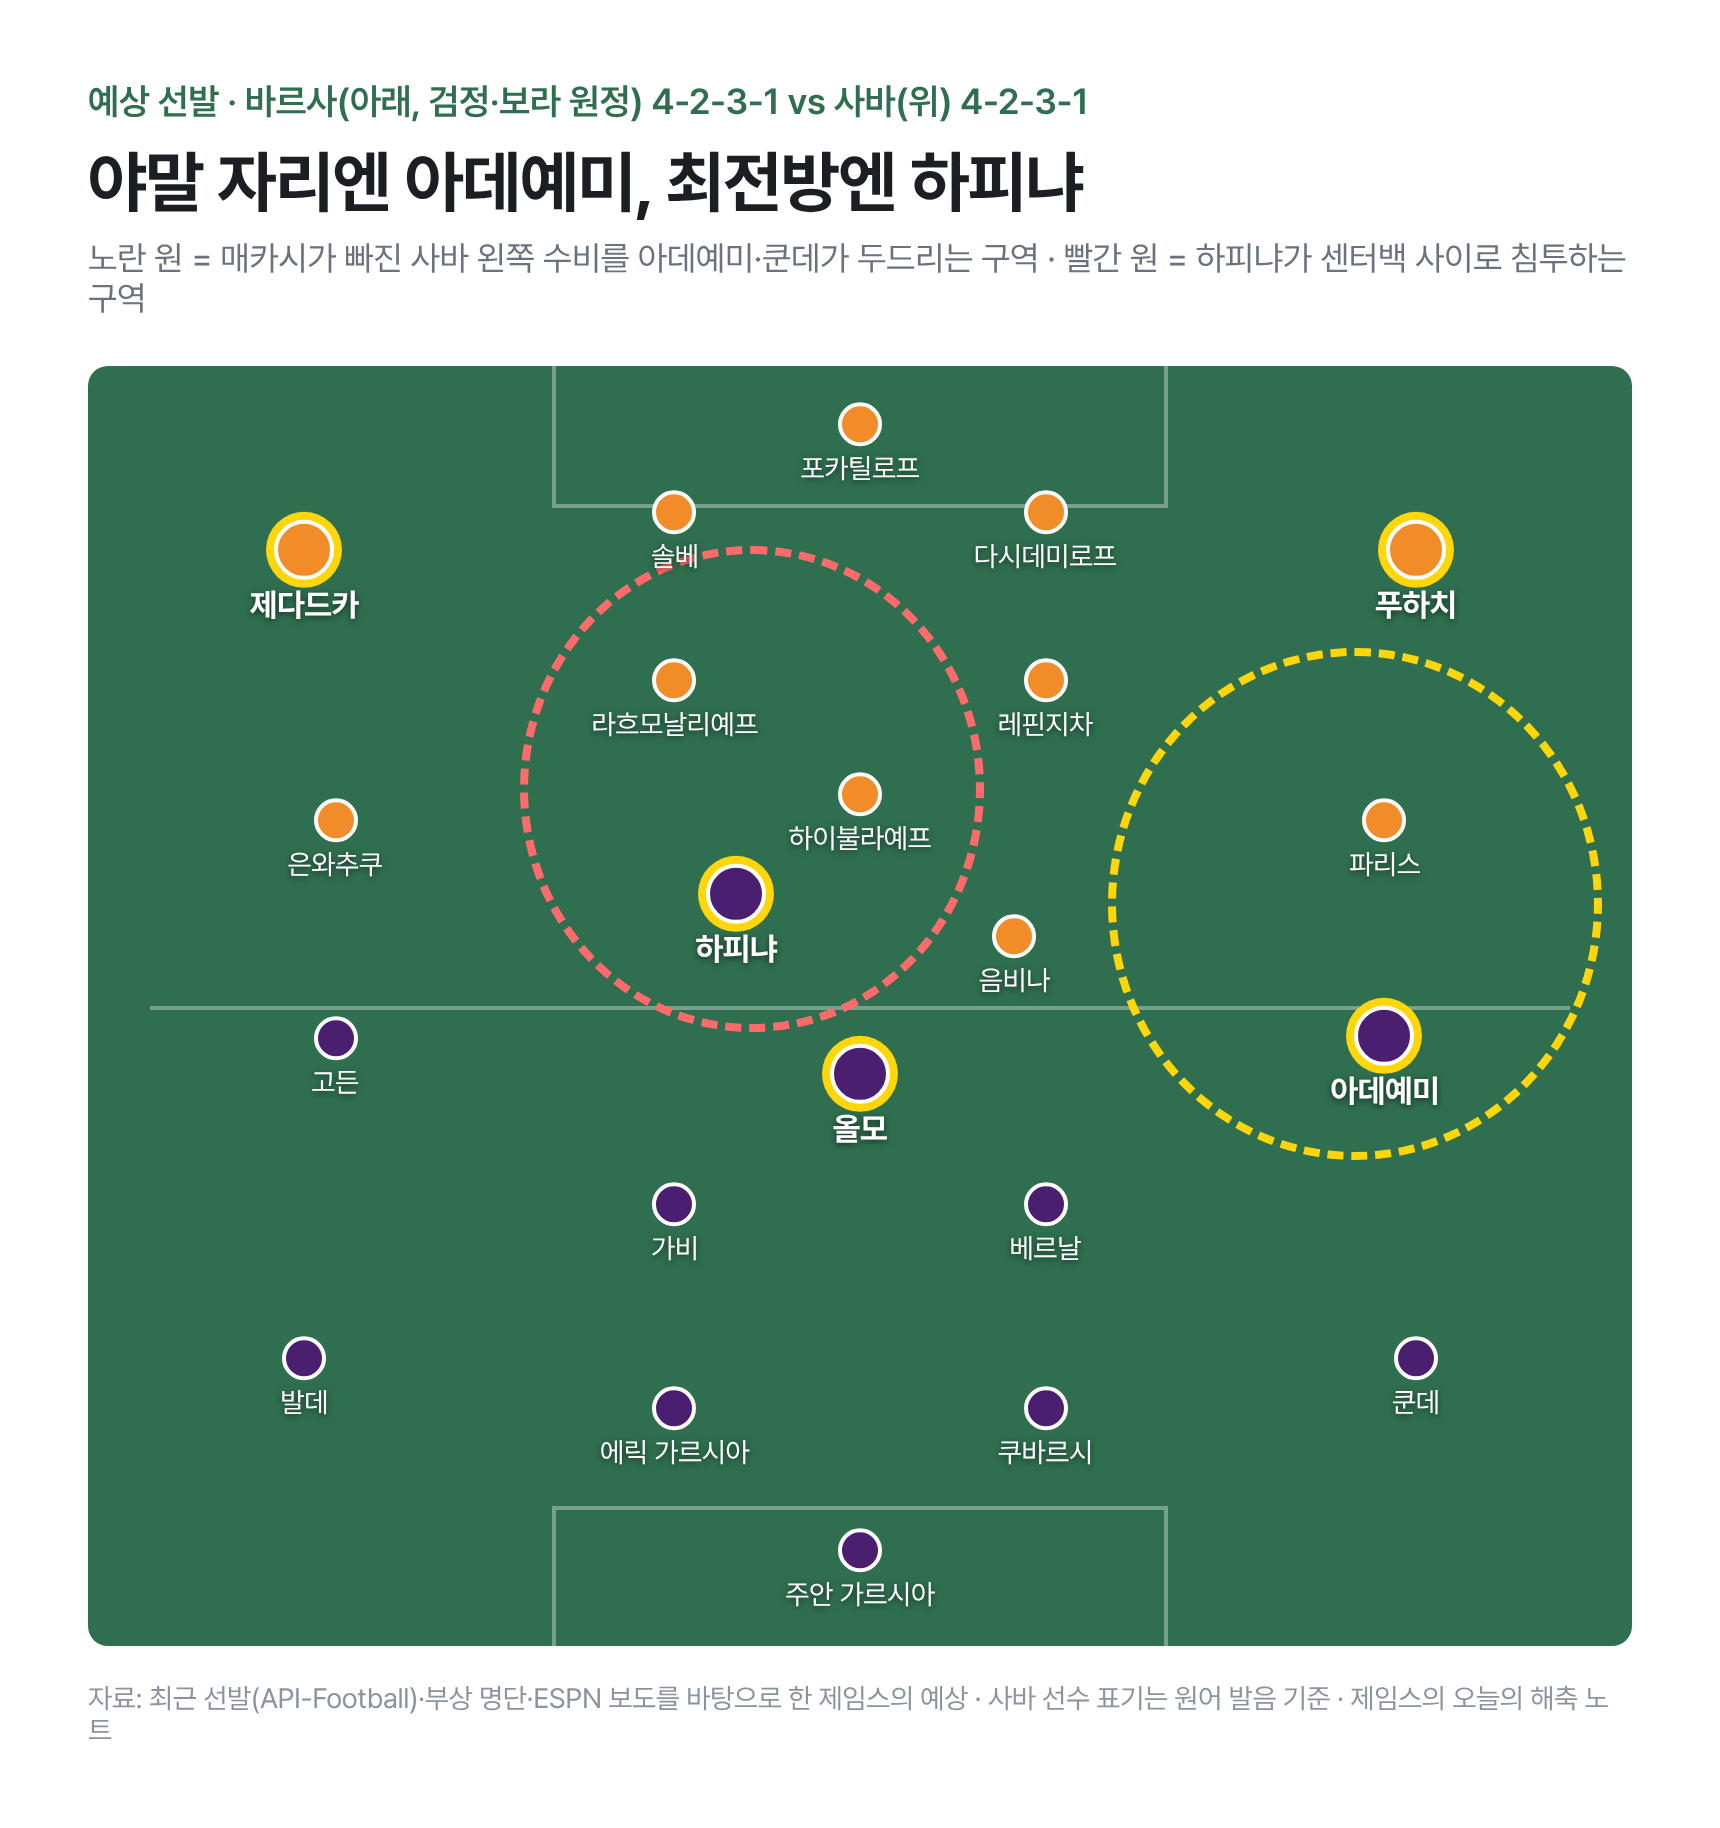 예상 선발 · 바르사(아래, 검정·보라 원정) 4-2-3-1 vs 사바(위) 4-2-3-1
야말 자리엔 아데예미, 최전방엔 하피냐
노란 원 = 매카시가 빠진 사바 왼쪽 수비를 아데예미·쿤데가 두드리는 구역 · 빨간 원 = 하피냐가 센터백 사이로 침투하는
구역
포카틸로프
솔베
다시데미로프
제다드카
푸하치
라흐모날리예프
레핀지차
하이불라예프
은와추쿠
파리스
하피냐
음비나
고든
아데예미
올모
가비
베르날
발데
쿤데
에릭 가르시아
쿠바르시
주안 가르시아
자료: 최근 선발(API-Football)·부상 명단·ESPN 보도를 바탕으로 한 제임스의 예상 · 사바 선수 표기는 원어 발음 기준 · 제임스의 오늘의 해축 노
트